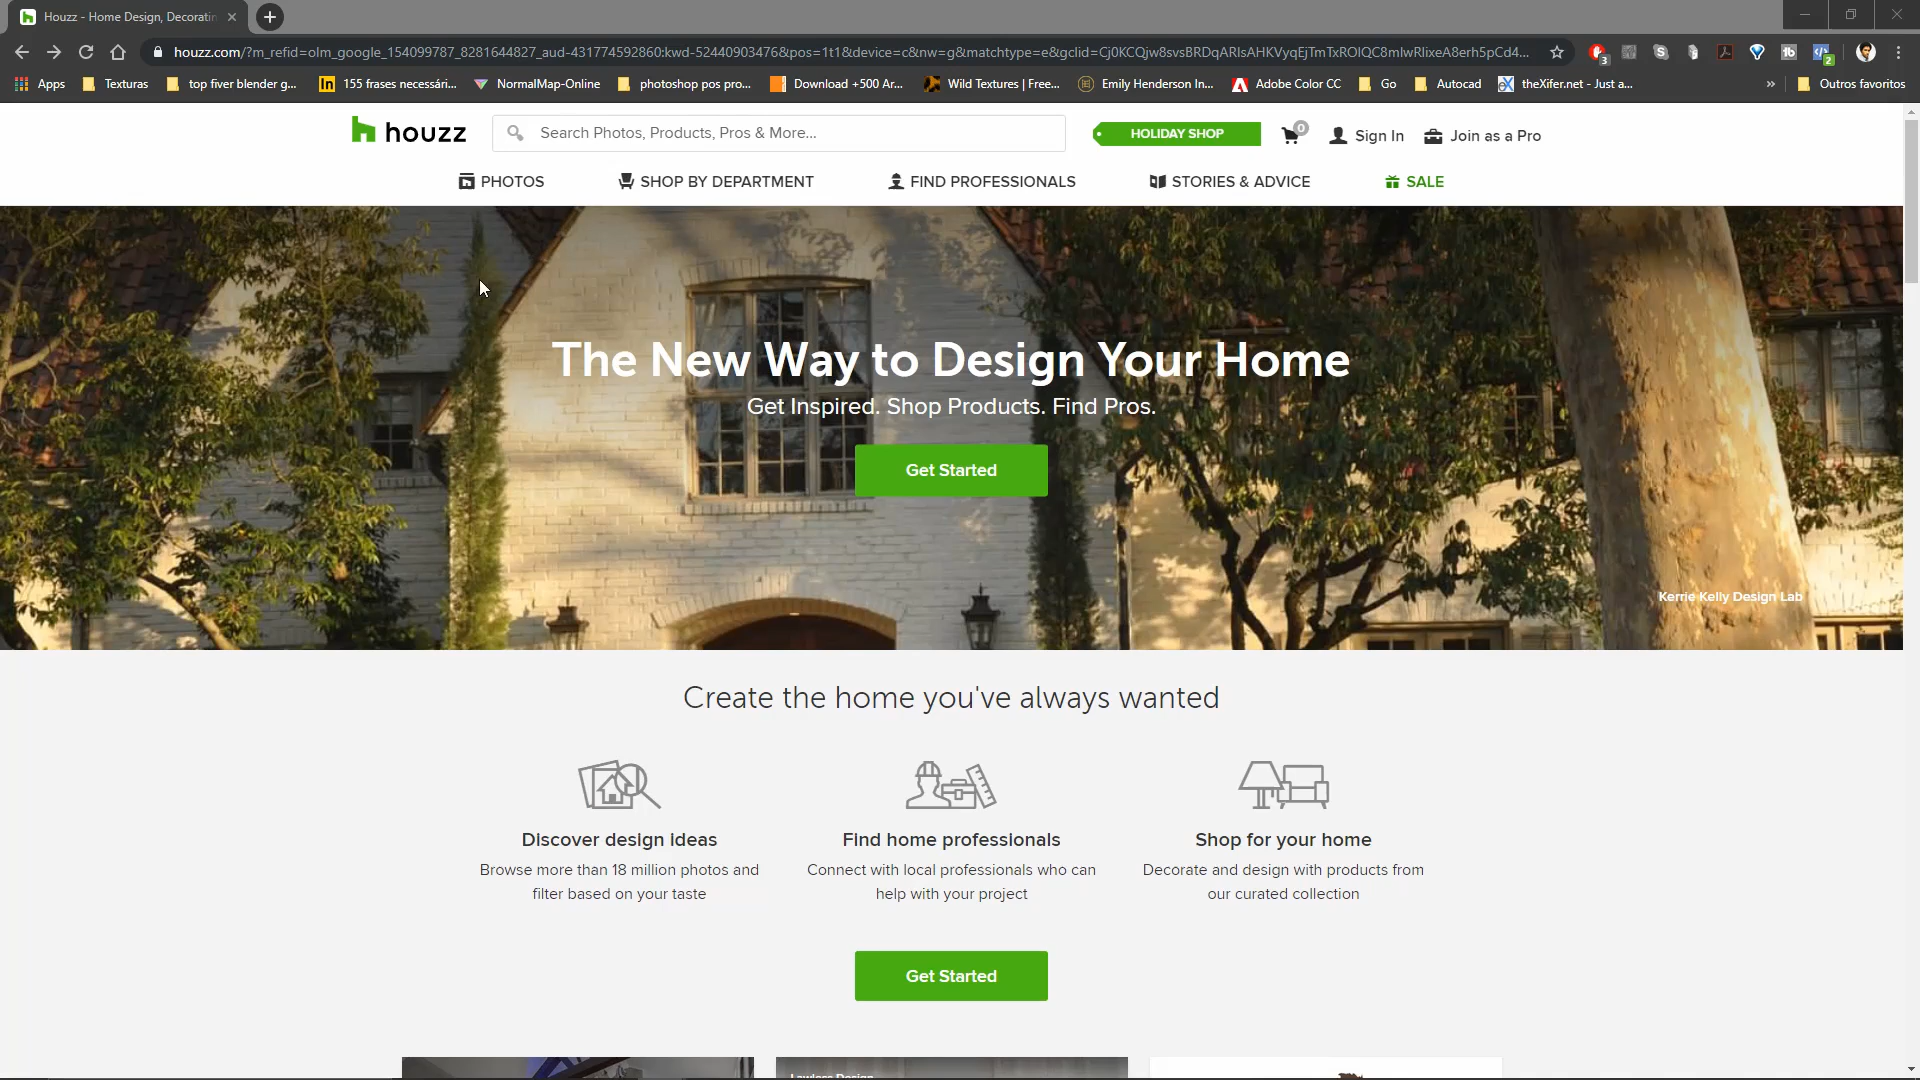 Houzz - Home Design, Decoratin
houzz.com/?m_refid=olm_google_154099787_8281644827_aud-431774592860:kwd-52440903476&pos=1t1&device=c&nw=g&matchtype=e&gclid=Cj0KCQjw8svsBRDqARIsAHKVyqEjTmTxROlQC8mlwRlixeA8erh5pCd4...
3
2
Apps
Texturas
top fiver blender g...
155 frases necessári...
NormalMap-Online
photoshop pos pro...
Download +500 Ar...
Wild Textures | Free...
Emily Henderson In...
Adobe Color CC
Go
Autocad
theXifer.net - Just a...
»
Outros favoritos
houzz
Search Photos, Products, Pros & More...
HOLIDAY SHOP
0
Sign In
Join as a Pro
PHOTOS
SHOP BY DEPARTMENT
FIND PROFESSIONALS
STORIES & ADVICE
SALE
The New Way to Design Your Home
Get Inspired. Shop Products. Find Pros.
Get Started
Kerrie Kelly Design Lab
Create the home you've always wanted
Discover design ideas
Browse more than 18 million photos and
filter based on your taste
Find home professionals
Connect with local professionals who can
help with your project
Shop for your home
Decorate and design with products from
our curated collection
Get Started
Lawless Design